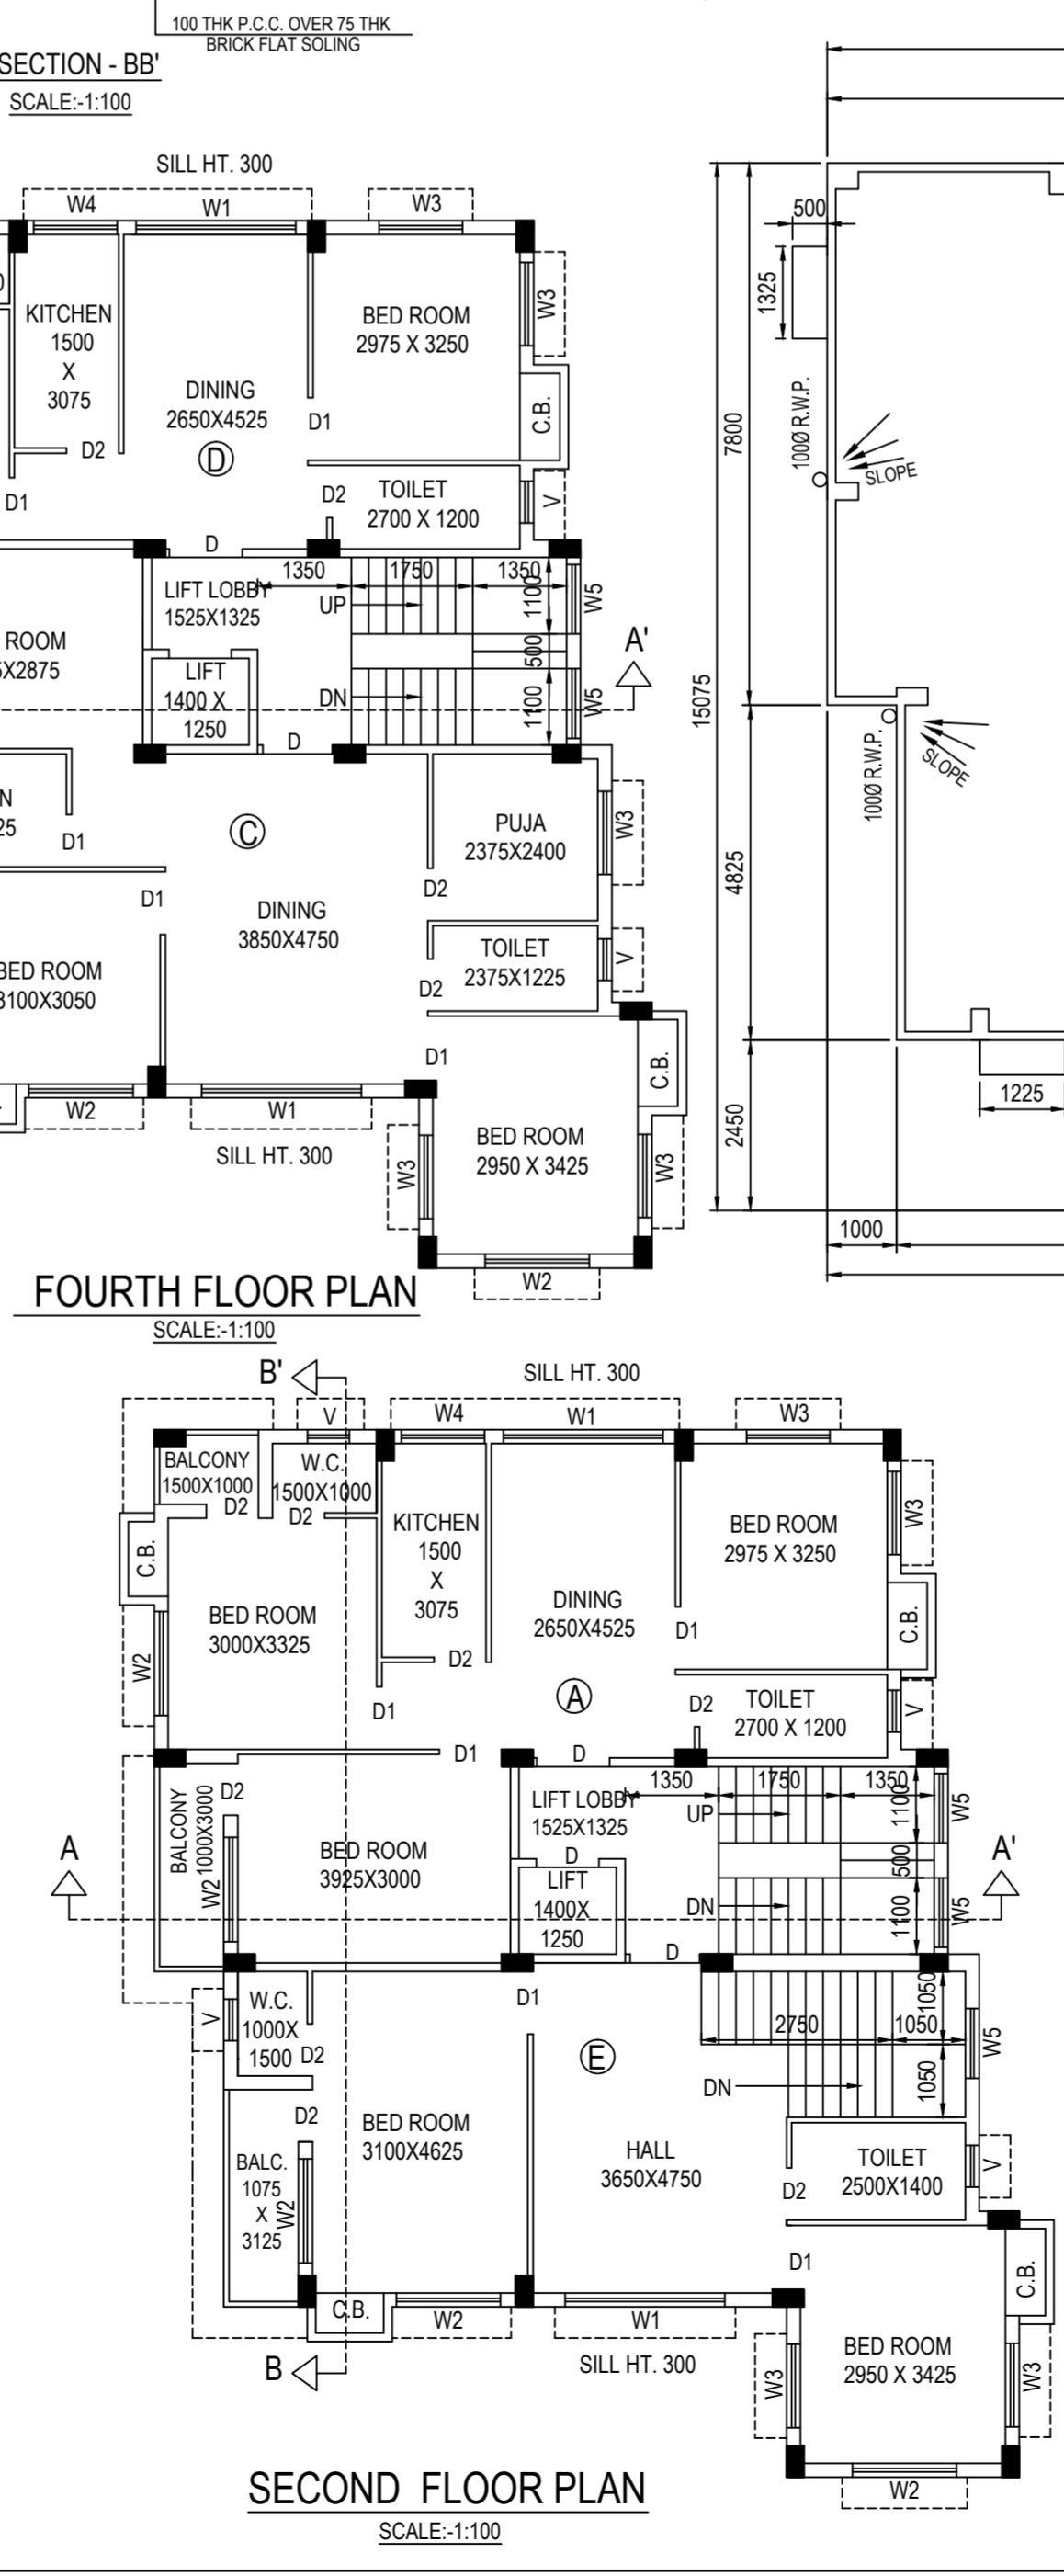 100 THK P.C.C. OVER 75 THK
BRICK FLAT SOLING
SECTION - BB'
SCALE:-1:100
SILL HT. 300
W4
W1
W3
KITCHEN
1500
X
3075
BED ROOM
2975 X 3250
W3
DINING
2650X4525
D1
C.B.
D
D2
D1
D2
TOILET
2700 X 1200
V
D
1350
1750
1350
LIFT LOBBY
1525X1325
UP
1100
W5
ROOM
X2875
LIFT
1400 X
1250
500
A'
DN
1100
W5
D
N
25
D1
C
PUJA
2375X2400
W3
D1
D2
DINING
3850X4750
TOILET
2375X1225
V
BED ROOM
3100X3050
D2
D1
C.B.
W2
W1
SILL HT. 300
BED ROOM
2950 X 3425
W3
W3
W2
FOURTH FLOOR PLAN
SCALE:-1:100
500
1325
100Ø R.W.P.
7800
SLOPE
15075
100Ø R.W.P.
SLOPE
4825
1225
2450
1000
B'
SILL HT. 300
V
W4
W1
W3
BALCONY
1500X1000
W.C.
1500X1000
D2
D2
KITCHEN
1500
X
3075
BED ROOM
2975 X 3250
W3
C.B.
BED ROOM
3000X3325
DINING
2650X4525
D1
C.B.
W2
D2
A
D1
D2
TOILET
2700 X 1200
V
D1
D
BALCONY
1000X3000
D2
1350
1750
1350
LIFT LOBBY
1525X1325
UP
1100
W5
A
BED ROOM
3925X3000
D
LIFT
1400X
1250
500
A'
W2
DN
1100
W5
D
V
W.C.
1000X
1500
D1
1050
2750
1050
W5
D2
E
DN
1050
D2
BED ROOM
3100X4625
HALL
3650X4750
TOILET
2500X1400
V
BALC.
1075
X
3125
W2
D2
D1
C.B.
C.B.
W2
W1
B
SILL HT. 300
BED ROOM
2950 X 3425
W3
W3
W2
SECOND FLOOR PLAN
SCALE:-1:100